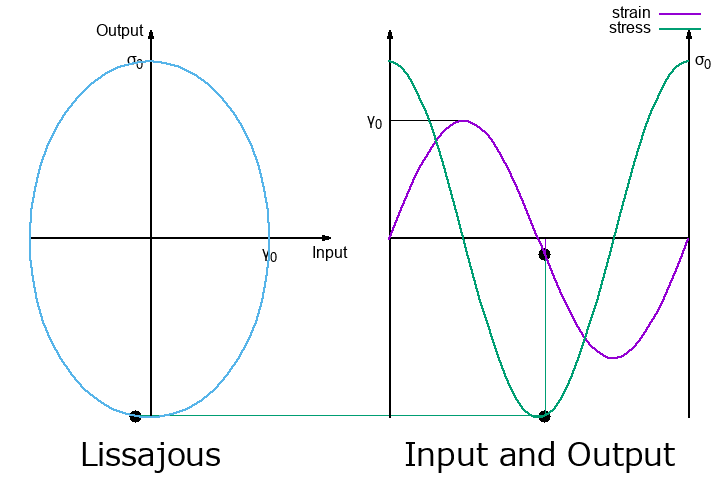 Output
σ0
γ0
Input
Lissajous
strain
stress
σ0
γ0
Input and Output